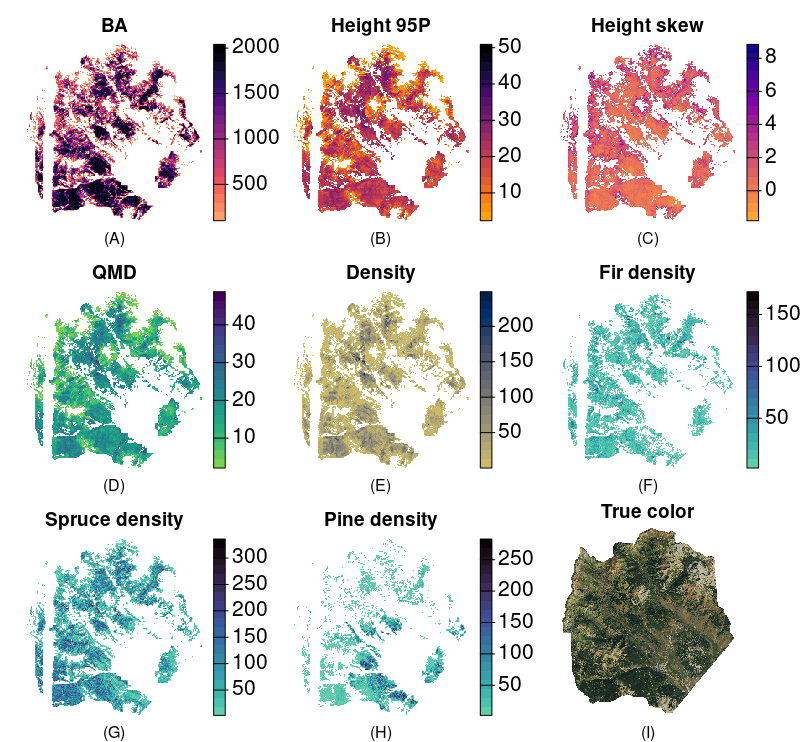 BA
2000
1500
1000
500
(A)
Height 95P
50
40
30
20
10
(B)
Height skew
8
6
4
2
0
(C)
QMD
40
30
20
10
(D)
Density
200
150
100
50
(E)
Fir density
150
100
50
(F)
Spruce density
300
250
200
150
100
50
(G)
Pine density
250
200
150
100
50
(H)
True color
(I)